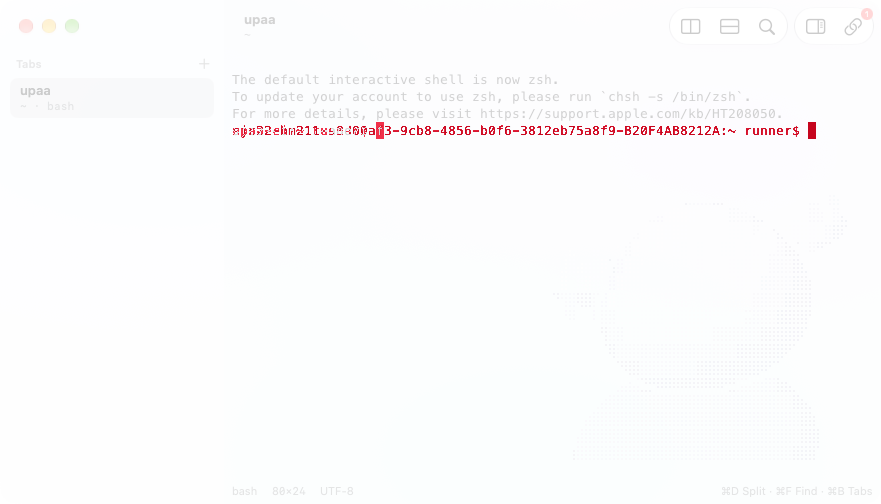 upaa
~
Tabs
upaa
~ · bash
The default interactive shell is now zsh.
To update your account to use zsh, please run `chsh -s /bin/zsh`.
For more details, please visit https://support.apple.com/kb/HT208050.
3-9cb8-4856-b0f6-3812eb75a8f9-B20F4AB8212A:~ runner$
bash 80×24 UTF-8
⌘D Split · ⌘F Find · ⌘B Tabs